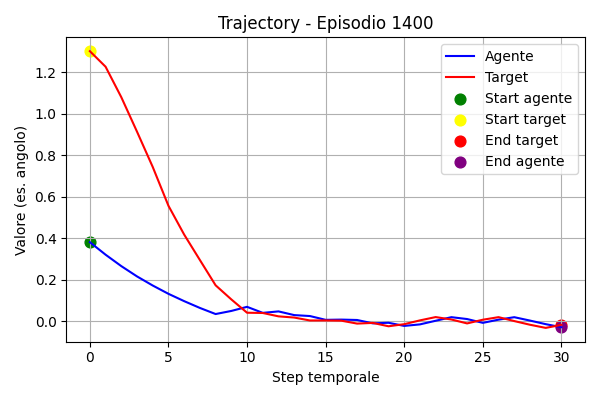 Trajectory - Episodio 1400
Valore (es. angolo)
1.2
1.0
0.8
0.6
0.4
0.2
0.0
Agente
Target
Start agente
Start target
End target
End agente
0 5 10 15 20 25 30
Step temporale